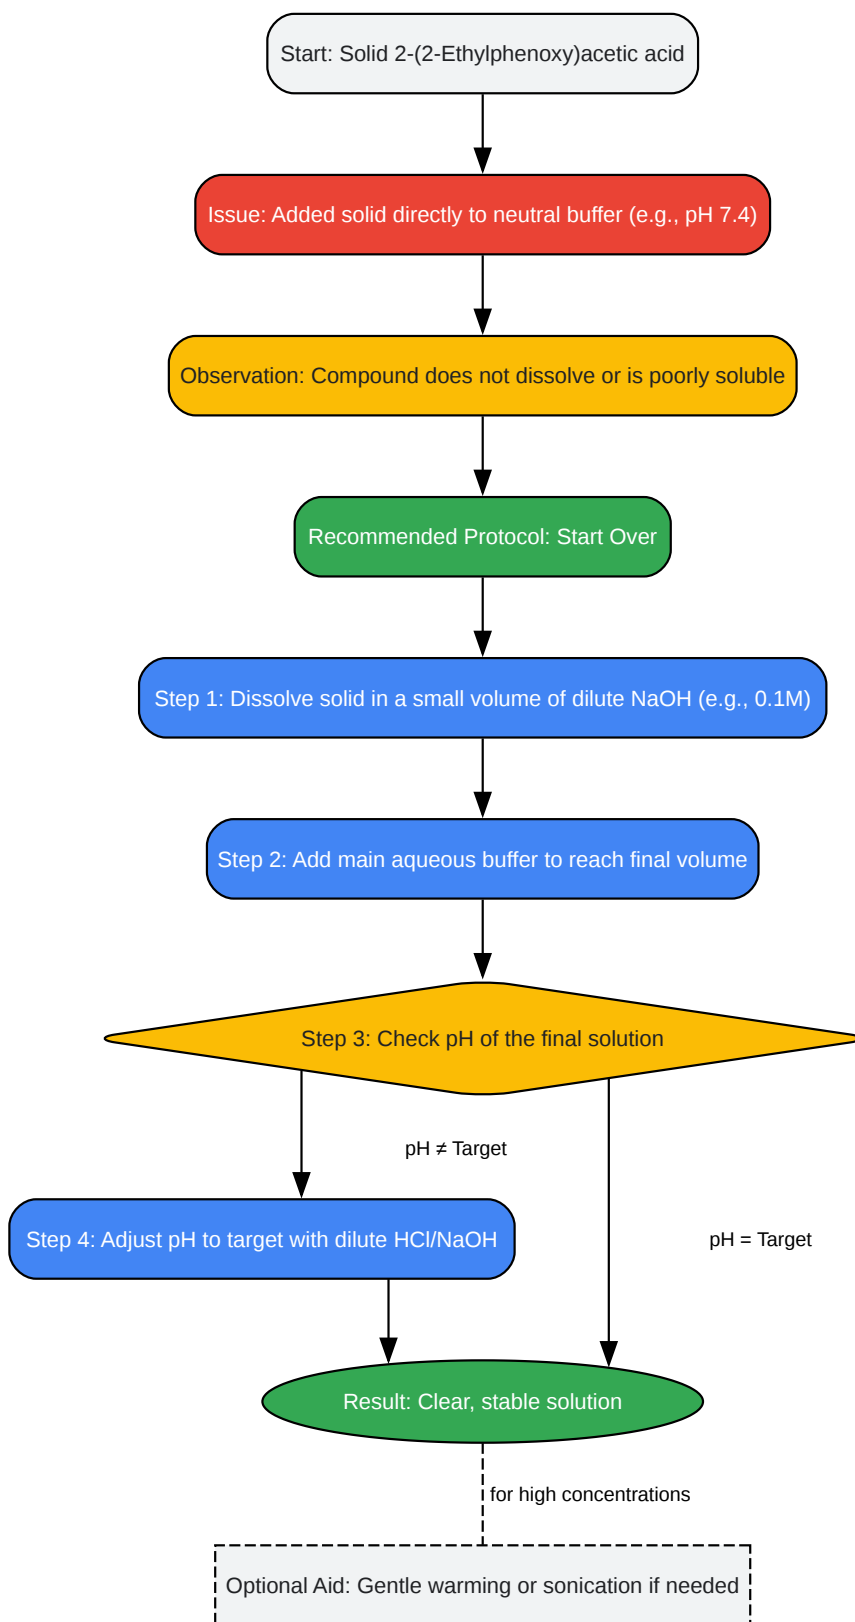 Start: Solid 2-(2-Ethylphenoxy)acetic acid
Issue: Added solid directly to neutral buffer (e.g., pH 7.4)
Observation: Compound does not dissolve or is poorly soluble
Recommended Protocol: Start Over
Step 1: Dissolve solid in a small volume of dilute NaOH (e.g., 0.1M)
Step 2: Add main aqueous buffer to reach final volume
Step 3: Check pH of the final solution
pH ≠ Target
Step 4: Adjust pH to target with dilute HCl/NaOH
pH = Target
Result: Clear, stable solution
for high concentrations
Optional Aid: Gentle warming or sonication if needed